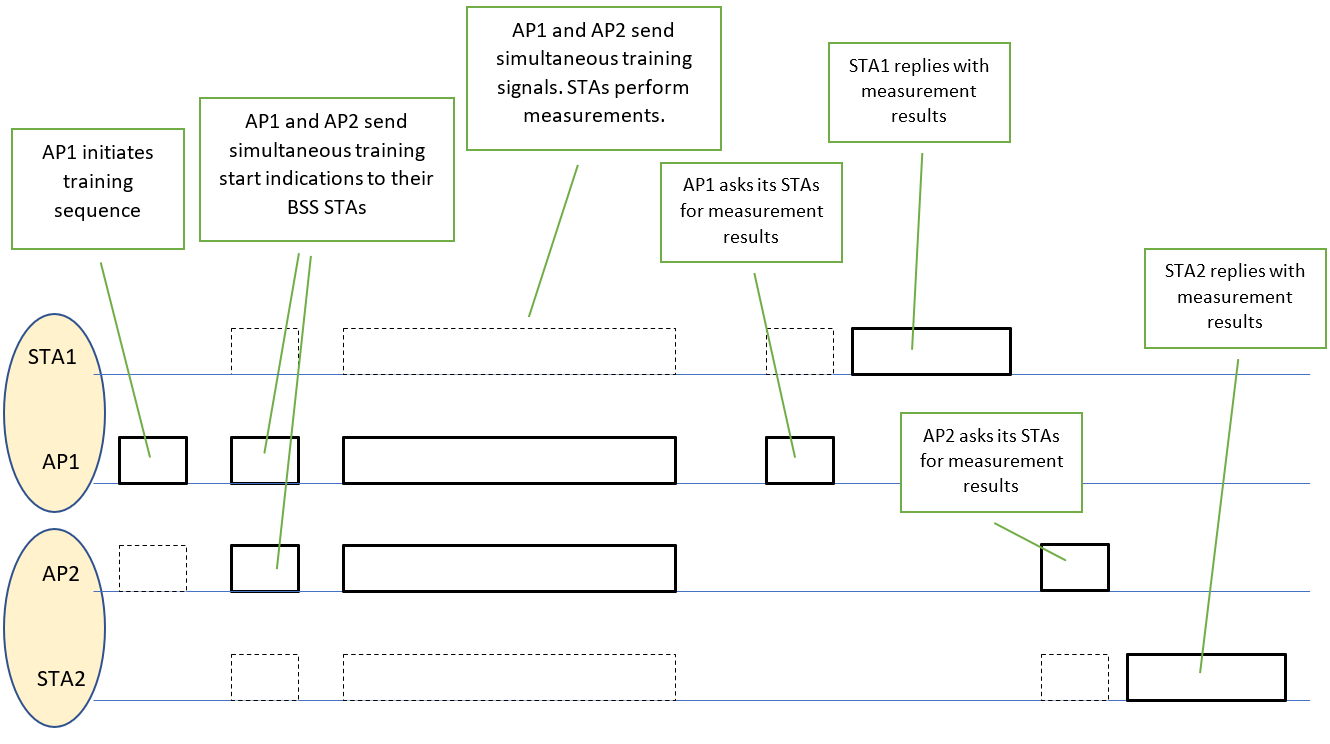 AP1 and AP2 send
simultaneous training
signals. STAs perform
measurements.
STA1 replies with
measurement
results
AP1 and AP2 send
simultaneous training
start indications to their
BSS STAs
AP1 initiates
training
sequence
AP1 asks its STAs
for measurement
results
STA2 replies with
measurement
results
STA1
AP1
AP2 asks its STAs
for measurement
results
AP2
STA2